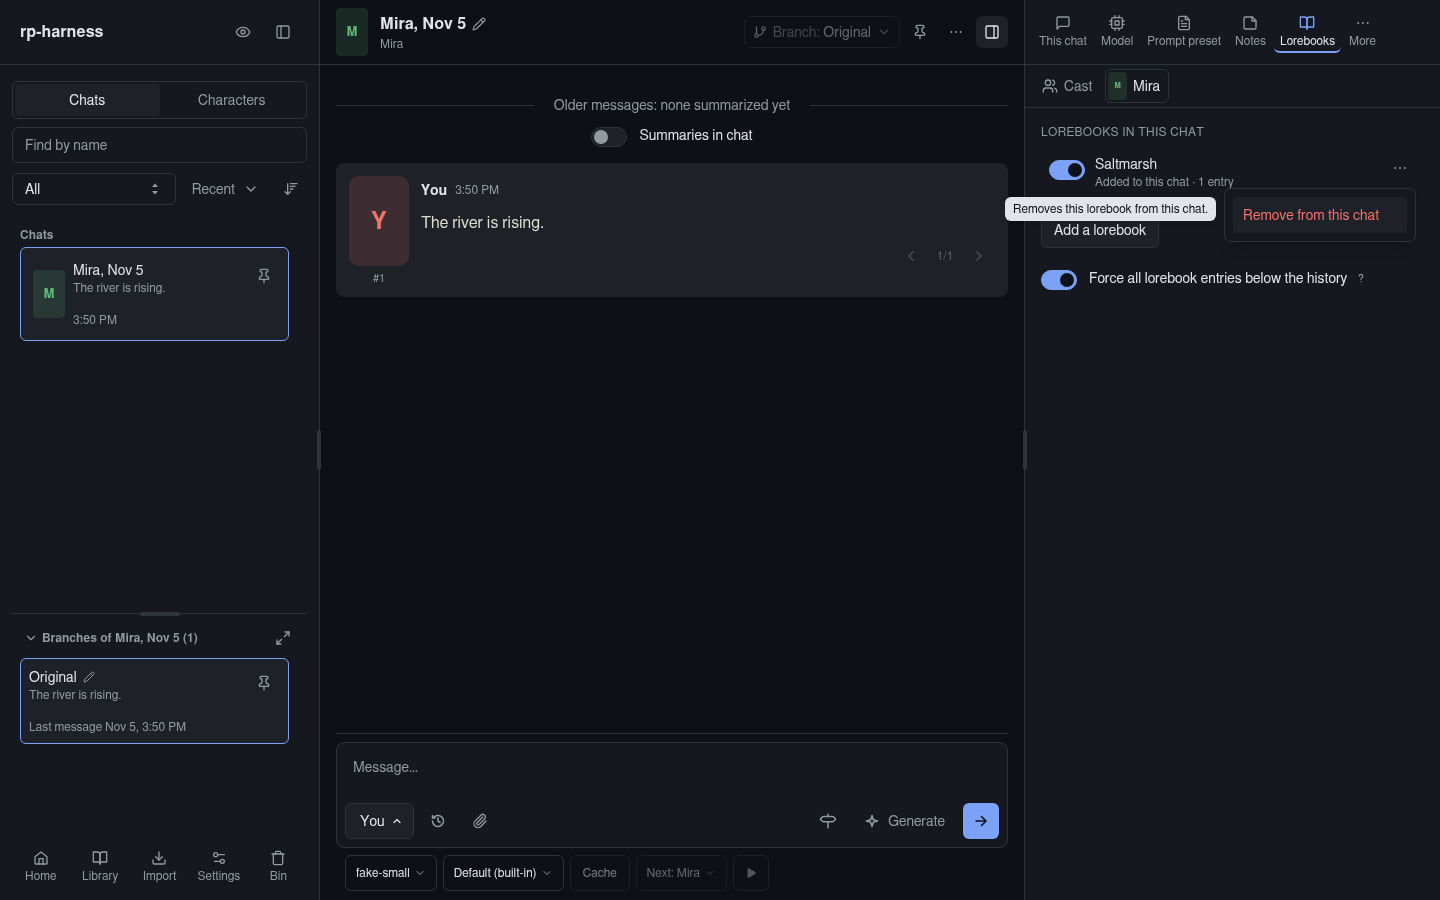 rp-harness
Chats
Characters
Find by name
All
Recent
Chats
M
Mira, Nov 5
The river is rising.
3:50 PM
Branches of Mira, Nov 5 (1)
Original
The river is rising.
Last message Nov 5, 3:50 PM
Home
Library
Import
Settings
Bin
M
Mira, Nov 5
Mira
Branch: Original
Older messages: none summarized yet
Summaries in chat
Y
You 3:50 PM
The river is rising.
#1
1/1
Message...
You
Generate
fake-small
Default (built-in)
Cache
Next: Mira
This chat
Model
Prompt preset
Notes
Lorebooks
More
Cast
M
Mira
LOREBOOKS IN THIS CHAT
Saltmarsh
Added to this chat · 1 entry
Removes this lorebook from this chat.
Remove from this chat
Add a lorebook
Force all lorebook entries below the history ?